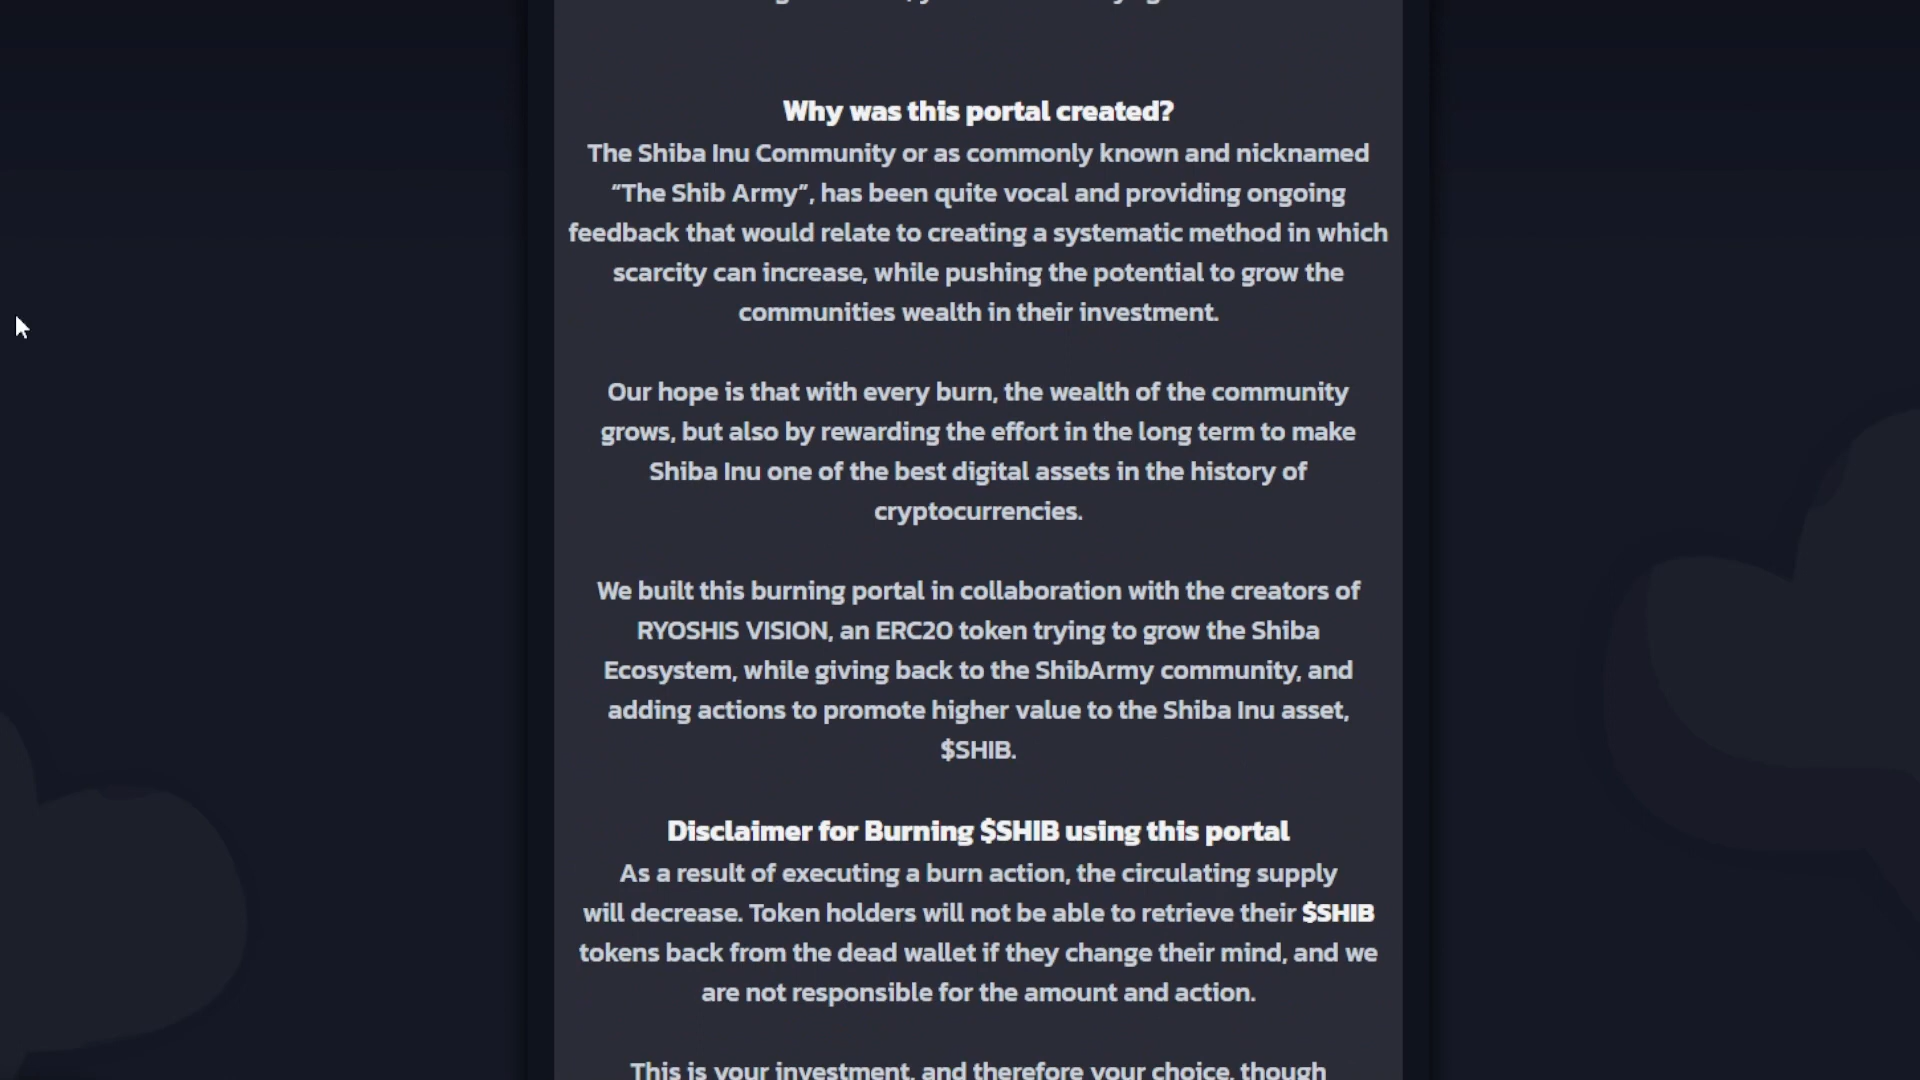 Why was this portal created?
The Shiba Inu Community or as commonly known and nicknamed
“The Shib Army”, has been quite vocal and providing ongoing
feedback that would relate to creating a systematic method in which
scarcity can increase, while pushing the potential to grow the
communities wealth in their investment.
Our hope is that with every burn, the wealth of the community
grows, but also by rewarding the effort in the long term to make
Shiba Inu one of the best digital assets in the history of
cryptocurrencies.
We built this burning portal in collaboration with the creators of
RYOSHIS VISION, an ERC20 token trying to grow the Shiba
Ecosystem, while giving back to the ShibArmy community, and
adding actions to promote higher value to the Shiba Inu asset,
$SHIB.
Disclaimer for Burning $SHIB using this portal
As a result of executing a burn action, the circulating supply
will decrease. Token holders will not be able to retrieve their $SHIB
tokens back from the dead wallet if they change their mind, and we
are not responsible for the amount and action.
This is your investment, and therefore your choice, though